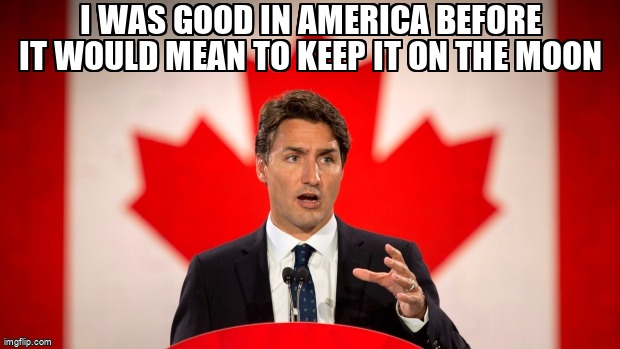 I WAS GOOD IN AMERICA BEFORE
IT WOULD MEAN TO KEEP IT ON THE MOON
imgflip.com